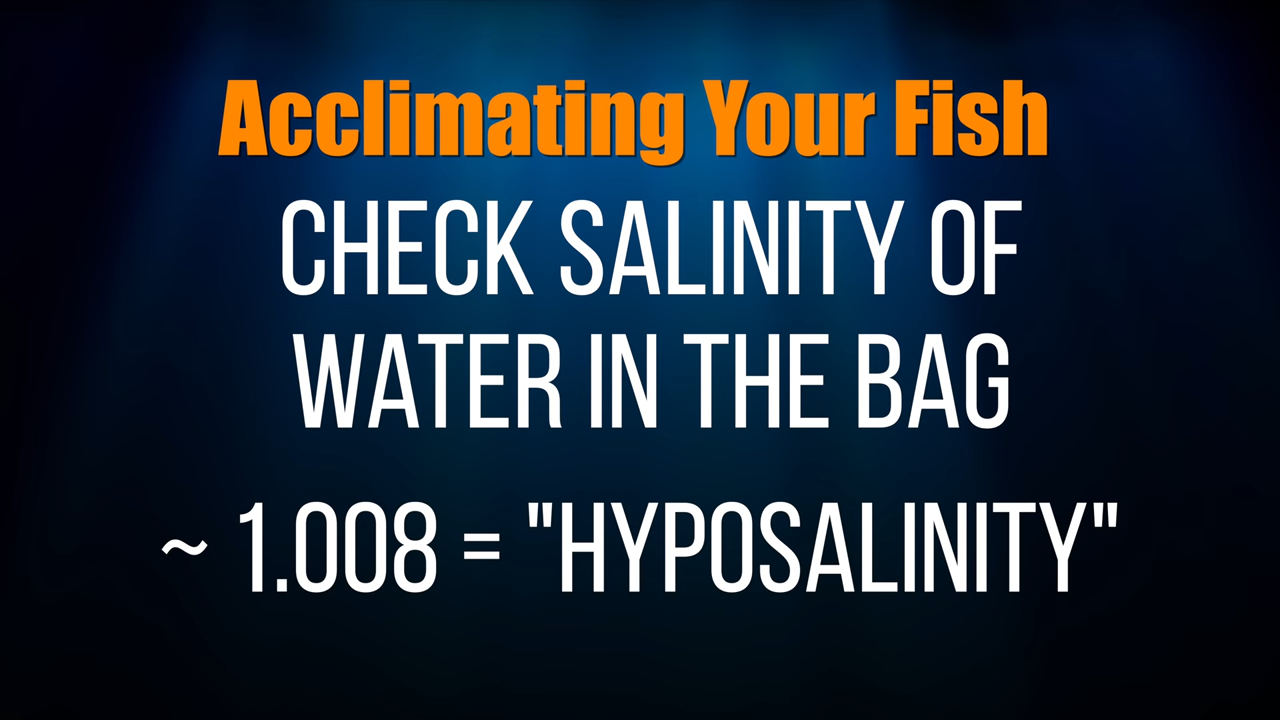 Acclimating Your Fish
CHECK SALINITY OF
WATER IN THE BAG
~ 1.008 = "HYPOSALINITY"